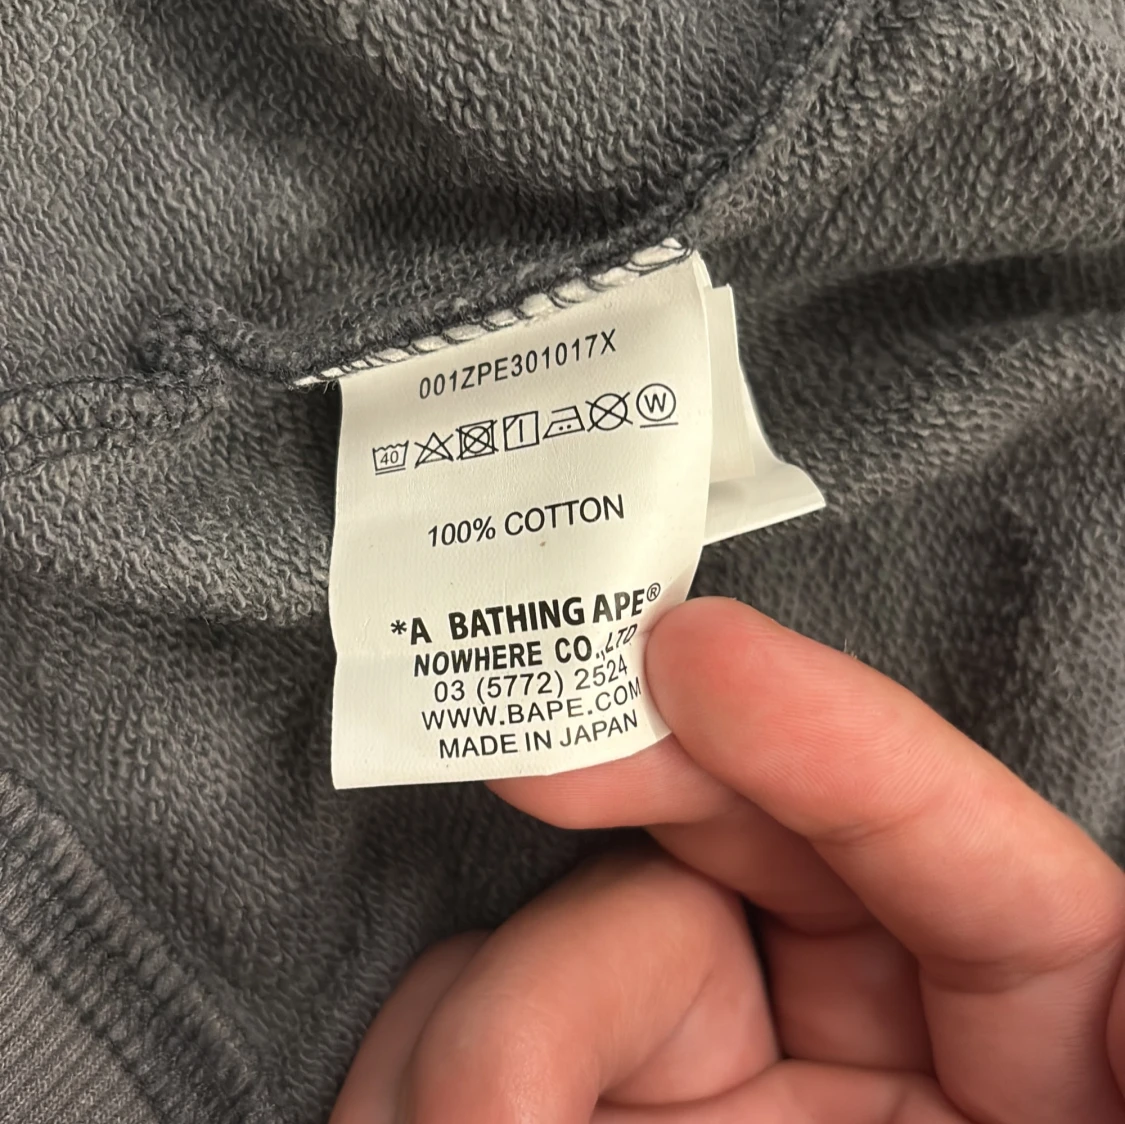 001ZPE301017X
40 W
100% COTTON
*A BATHING APE®
NOWHERE CO.,LTD
03 (5772) 2524
WWW.BAPE.COM
MADE IN JAPAN